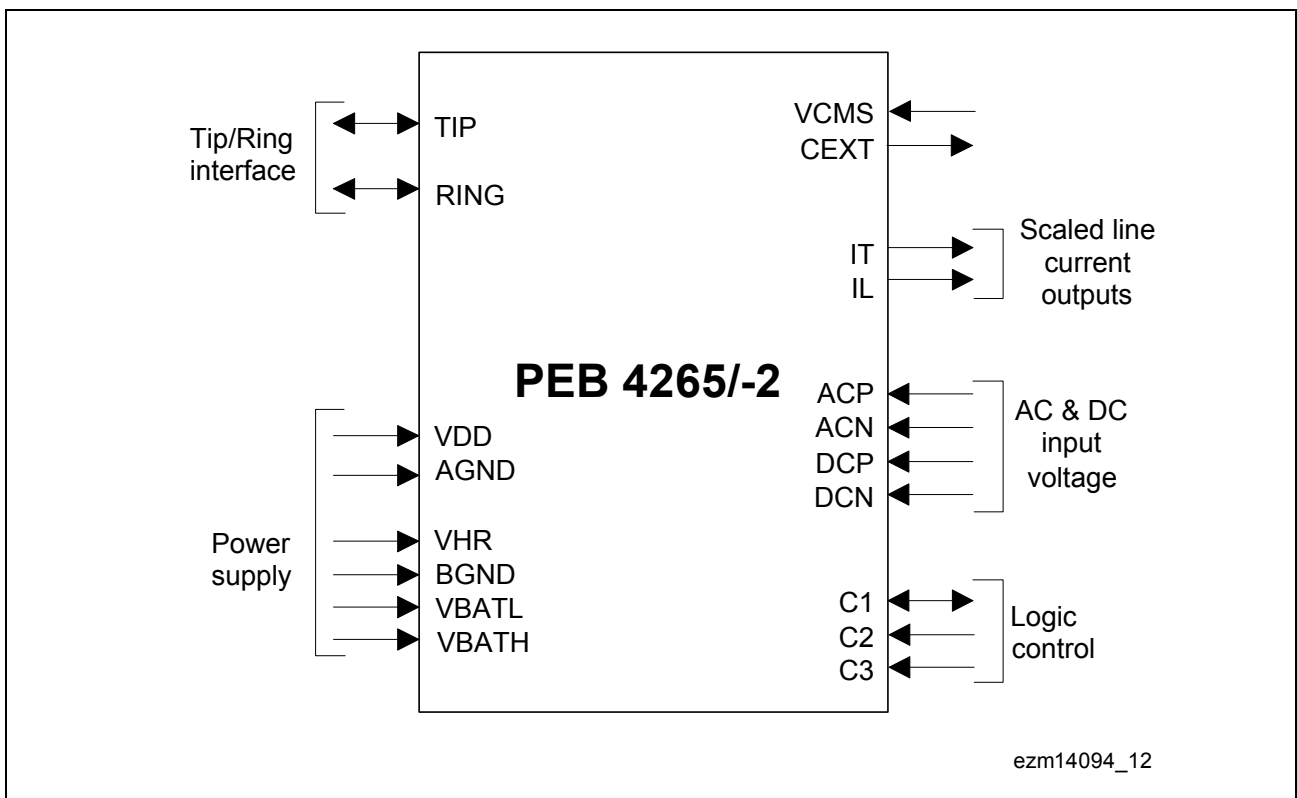 Tip/Ring
interface
TIP
RING
Power
supply
VDD
AGND
VHR
BGND
VBATL
VBATH
PEB 4265/-2
VCMS
CEXT
IT
IL
Scaled line
current
outputs
ACP
ACN
DCP
DCN
AC & DC
input
voltage
C1
C2
C3
Logic
control
ezm14094_12